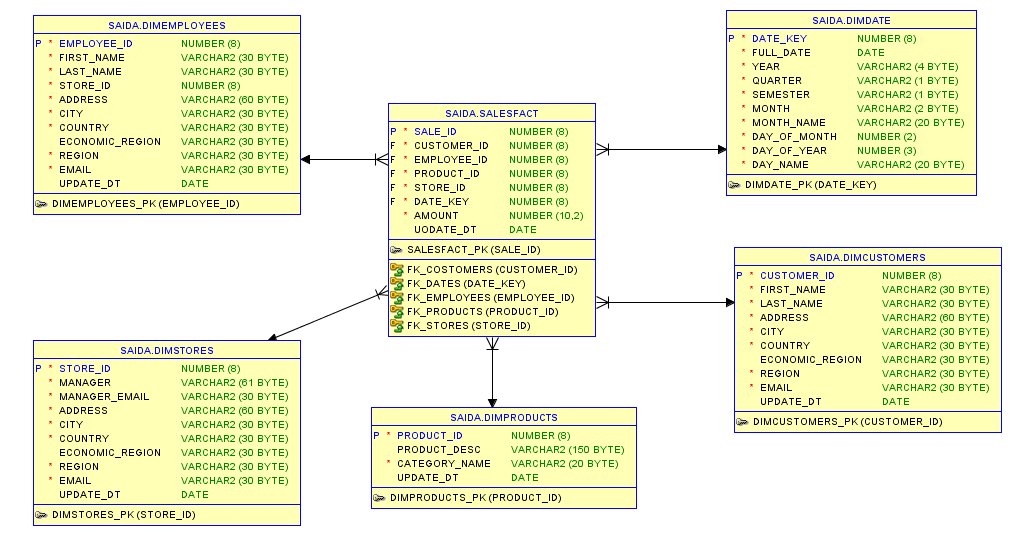 SAIDA.DIMEMPLOYEES
P * EMPLOYEE_ID NUMBER (8)
* FIRST_NAME VARCHAR2 (30 BYTE)
* LAST_NAME VARCHAR2 (30 BYTE)
* STORE_ID NUMBER (8)
* ADDRESS VARCHAR2 (60 BYTE)
* CITY VARCHAR2 (30 BYTE)
* COUNTRY VARCHAR2 (30 BYTE)
ECONOMIC_REGION VARCHAR2 (30 BYTE)
* REGION VARCHAR2 (30 BYTE)
* EMAIL VARCHAR2 (30 BYTE)
UPDATE_DT DATE
DIMEMPLOYEES_PK (EMPLOYEE_ID)
SAIDA.SALESFACT
P * SALE_ID NUMBER (8)
F * CUSTOMER_ID NUMBER (8)
F * EMPLOYEE_ID NUMBER (8)
F * PRODUCT_ID NUMBER (8)
F * STORE_ID NUMBER (8)
F * DATE_KEY NUMBER (8)
* AMOUNT NUMBER (10,2)
UODATE_DT DATE
SALESFACT_PK (SALE_ID)
FK_COSTOMERS (CUSTOMER_ID)
FK_DATES (DATE_KEY)
FK_EMPLOYEES (EMPLOYEE_ID)
FK_PRODUCTS (PRODUCT_ID)
FK_STORES (STORE_ID)
SAIDA.DIMDATE
P * DATE_KEY NUMBER (8)
* FULL_DATE DATE
* YEAR VARCHAR2 (4 BYTE)
* QUARTER VARCHAR2 (1 BYTE)
* SEMESTER VARCHAR2 (1 BYTE)
* MONTH VARCHAR2 (2 BYTE)
* MONTH_NAME VARCHAR2 (20 BYTE)
* DAY_OF_MONTH NUMBER (2)
* DAY_OF_YEAR NUMBER (3)
* DAY_NAME VARCHAR2 (20 BYTE)
DIMDATE_PK (DATE_KEY)
SAIDA.DIMCUSTOMERS
P * CUSTOMER_ID NUMBER (8)
* FIRST_NAME VARCHAR2 (30 BYTE)
* LAST_NAME VARCHAR2 (30 BYTE)
* ADDRESS VARCHAR2 (60 BYTE)
* CITY VARCHAR2 (30 BYTE)
* COUNTRY VARCHAR2 (30 BYTE)
ECONOMIC_REGION VARCHAR2 (30 BYTE)
* REGION VARCHAR2 (30 BYTE)
* EMAIL VARCHAR2 (30 BYTE)
UPDATE_DT DATE
DIMCUSTOMERS_PK (CUSTOMER_ID)
SAIDA.DIMSTORES
P * STORE_ID NUMBER (8)
* MANAGER VARCHAR2 (61 BYTE)
* MANAGER_EMAIL VARCHAR2 (30 BYTE)
* ADDRESS VARCHAR2 (60 BYTE)
* CITY VARCHAR2 (30 BYTE)
* COUNTRY VARCHAR2 (30 BYTE)
ECONOMIC_REGION VARCHAR2 (30 BYTE)
* REGION VARCHAR2 (30 BYTE)
* EMAIL VARCHAR2 (30 BYTE)
UPDATE_DT DATE
DIMSTORES_PK (STORE_ID)
SAIDA.DIMPRODUCTS
P * PRODUCT_ID NUMBER (8)
PRODUCT_DESC VARCHAR2 (150 BYTE)
* CATEGORY_NAME VARCHAR2 (20 BYTE)
UPDATE_DT DATE
DIMPRODUCTS_PK (PRODUCT_ID)